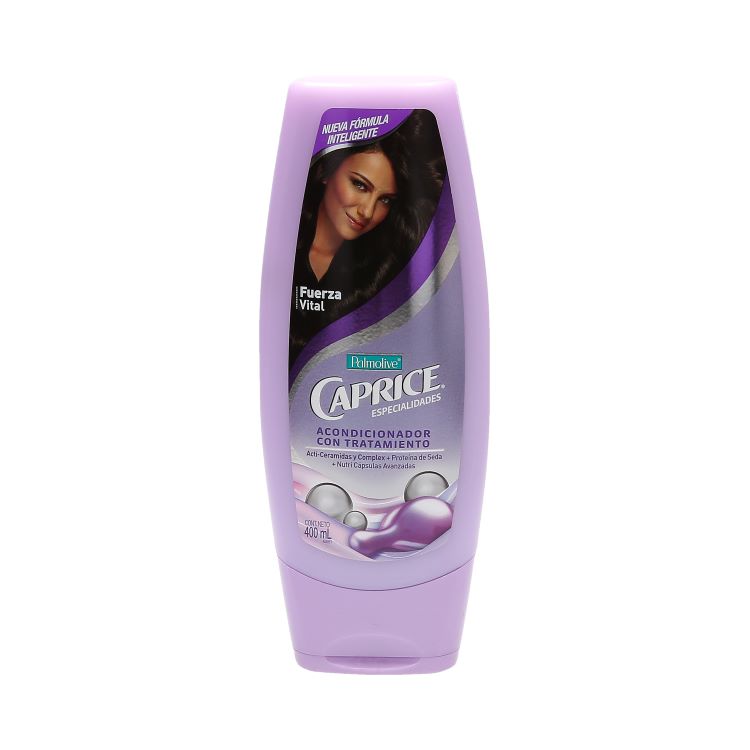 NUEVA FÓRMULA
INTELIGENTE
Fuerza
Vital
Palmolive®
CAPRICE®
ESPECIALIDADES
ACONDICIONADOR
CON TRATAMIENTO
Acti-Ceramidas y Complex + Proteína de Seda
+ Nutri Cápsulas Avanzadas
CONT. NETO
400 mL